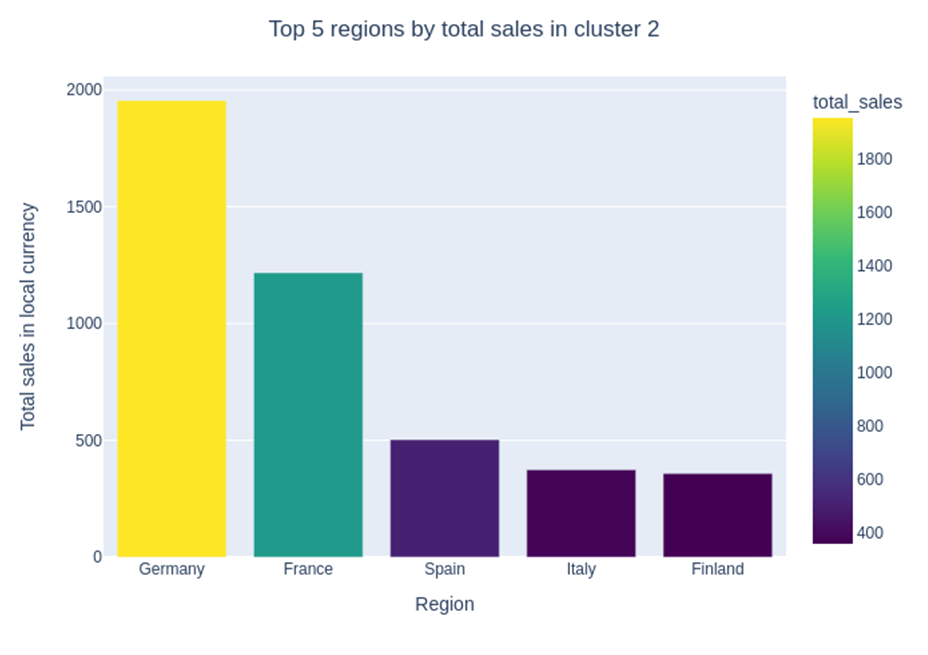 Top 5 regions by total sales in cluster 2
Total sales in local currency
2000
1500
1000
500
0
Germany France Spain Italy Finland
Region
total_sales
1800
1600
1400
1200
1000
800
600
400